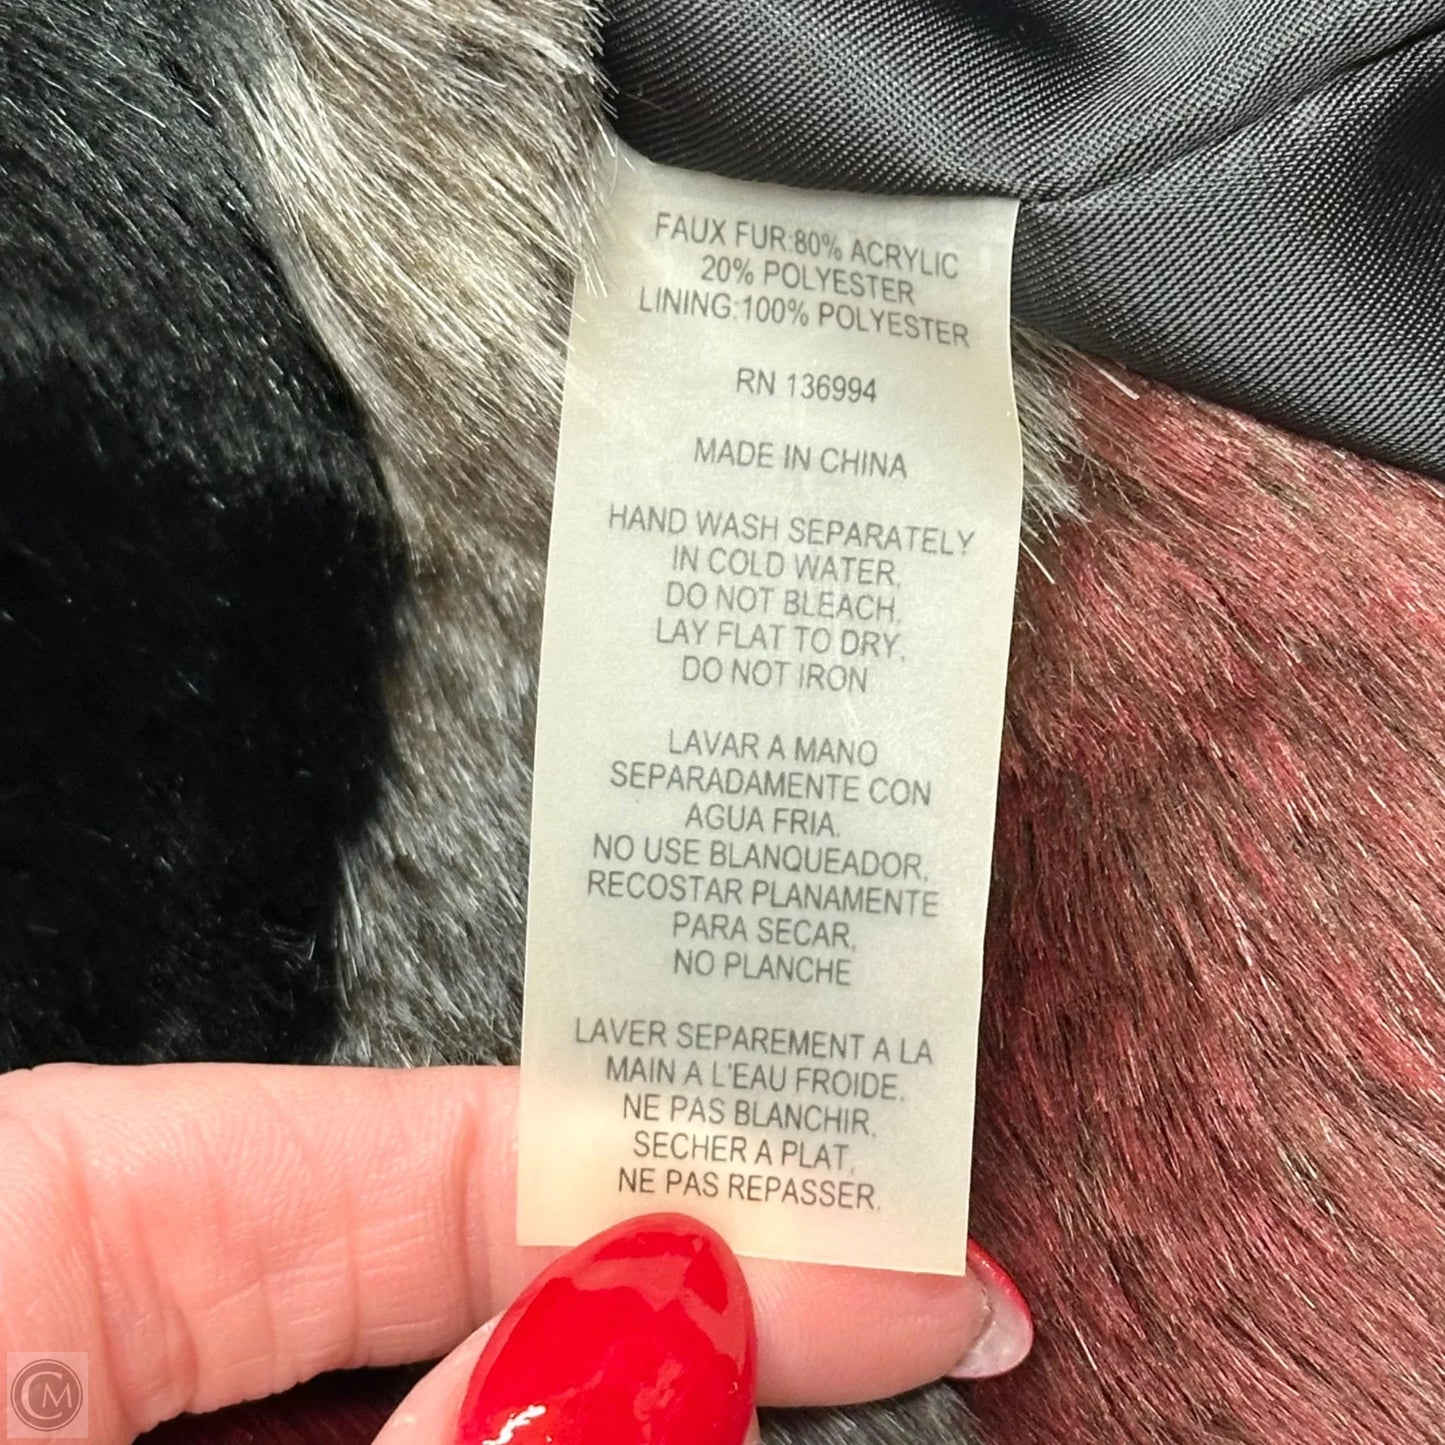 FAUX FUR:80% ACRYLIC
20% POLYESTER
LINING:100% POLYESTER
RN 136994
MADE IN CHINA
HAND WASH SEPARATELY
IN COLD WATER,
DO NOT BLEACH,
LAY FLAT TO DRY,
DO NOT IRON
LAVAR A MANO
SEPARADAMENTE CON
AGUA FRIA.
NO USE BLANQUEADOR,
RECOSTAR PLANAMENTE
PARA SECAR,
NO PLANCHE
LAVER SEPAREMENT A LA
MAIN A L'EAU FROIDE,
NE PAS BLANCHIR,
SECHER A PLAT,
NE PAS REPASSER.
CM